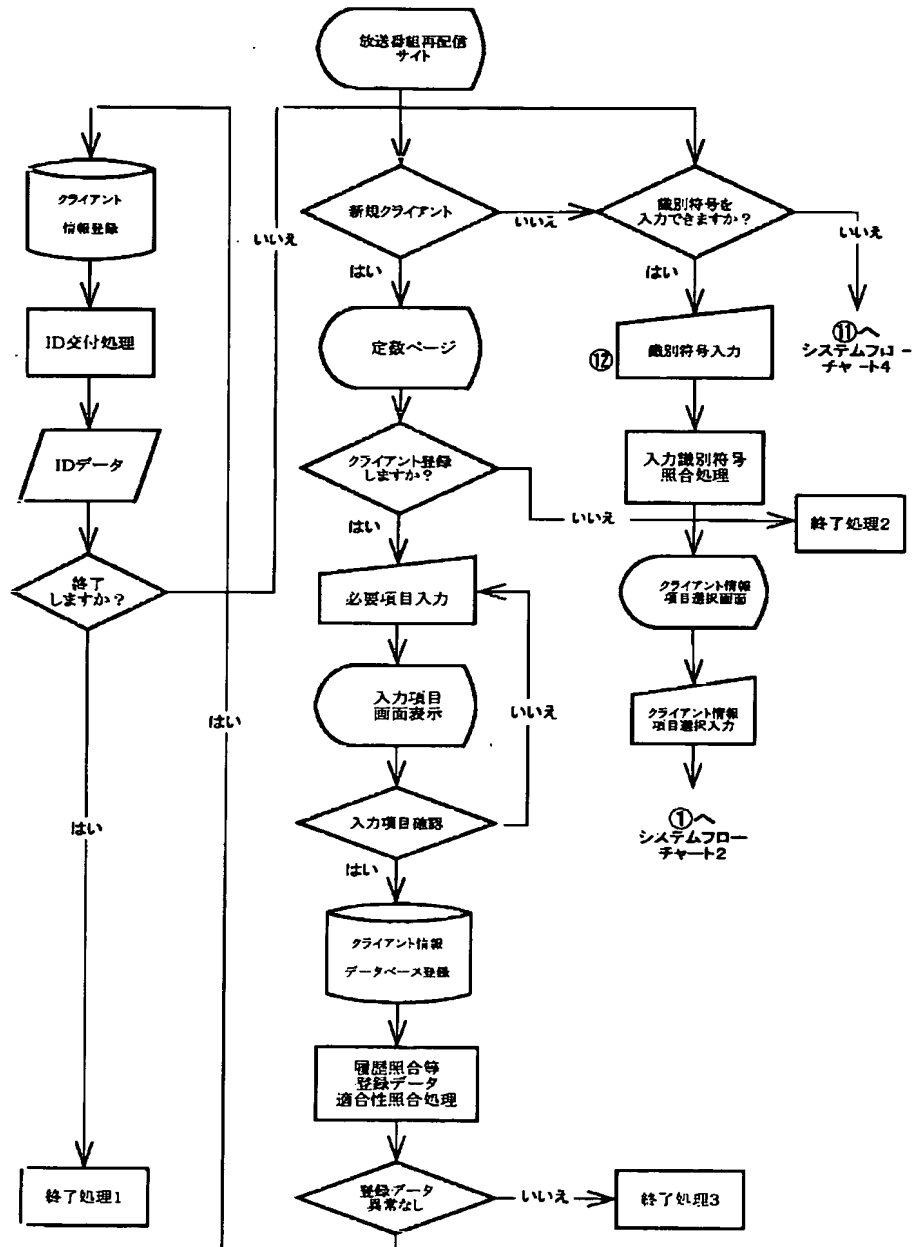 放送番組再配信
サイト
クライアント
情報登録
ID交付処理
IDデータ
終了
しますか?
いいえ
はい
終了処理1
はい
新規クライアント
いいえ
はい
定数ページ
クライアント登録
しますか?
いいえ
終了処理2
はい
必要項目入力
入力項目
画面表示
いいえ
入力項目確認
はい
クライアント情報
データベース登録
履歴照合等
登録データ
適合性照合処理
登録データ
異常なし
いいえ
終了処理3
識別符号を
入力できますか?
いいえ
⑪へ
システムフロー
チャート4
はい
⑫
識別符号入力
入力識別符号
照合処理
クライアント情報
項目選択画面
クライアント情報
項目選択入力
①へ
システムフロー
チャート2